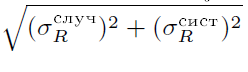 √((σ_R^случ)² + (σ_R^сист)²)